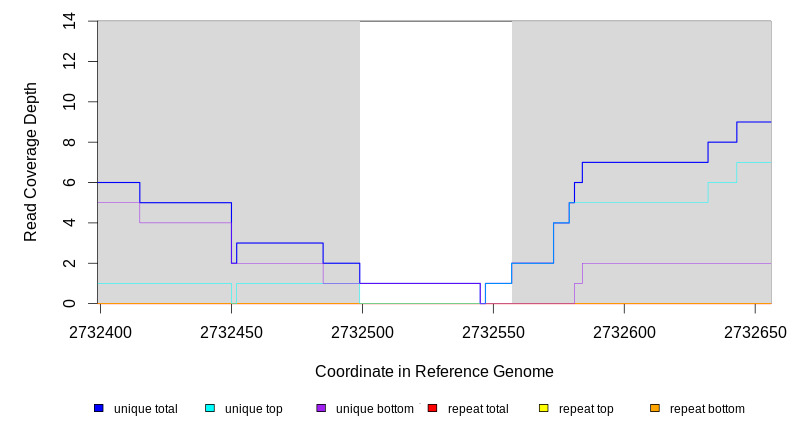 Read Coverage Depth
14
12
10
8
6
4
2
0
2732400 2732450 2732500 2732550 2732600 2732650
Coordinate in Reference Genome
unique total unique top unique bottom repeat total repeat top repeat bottom